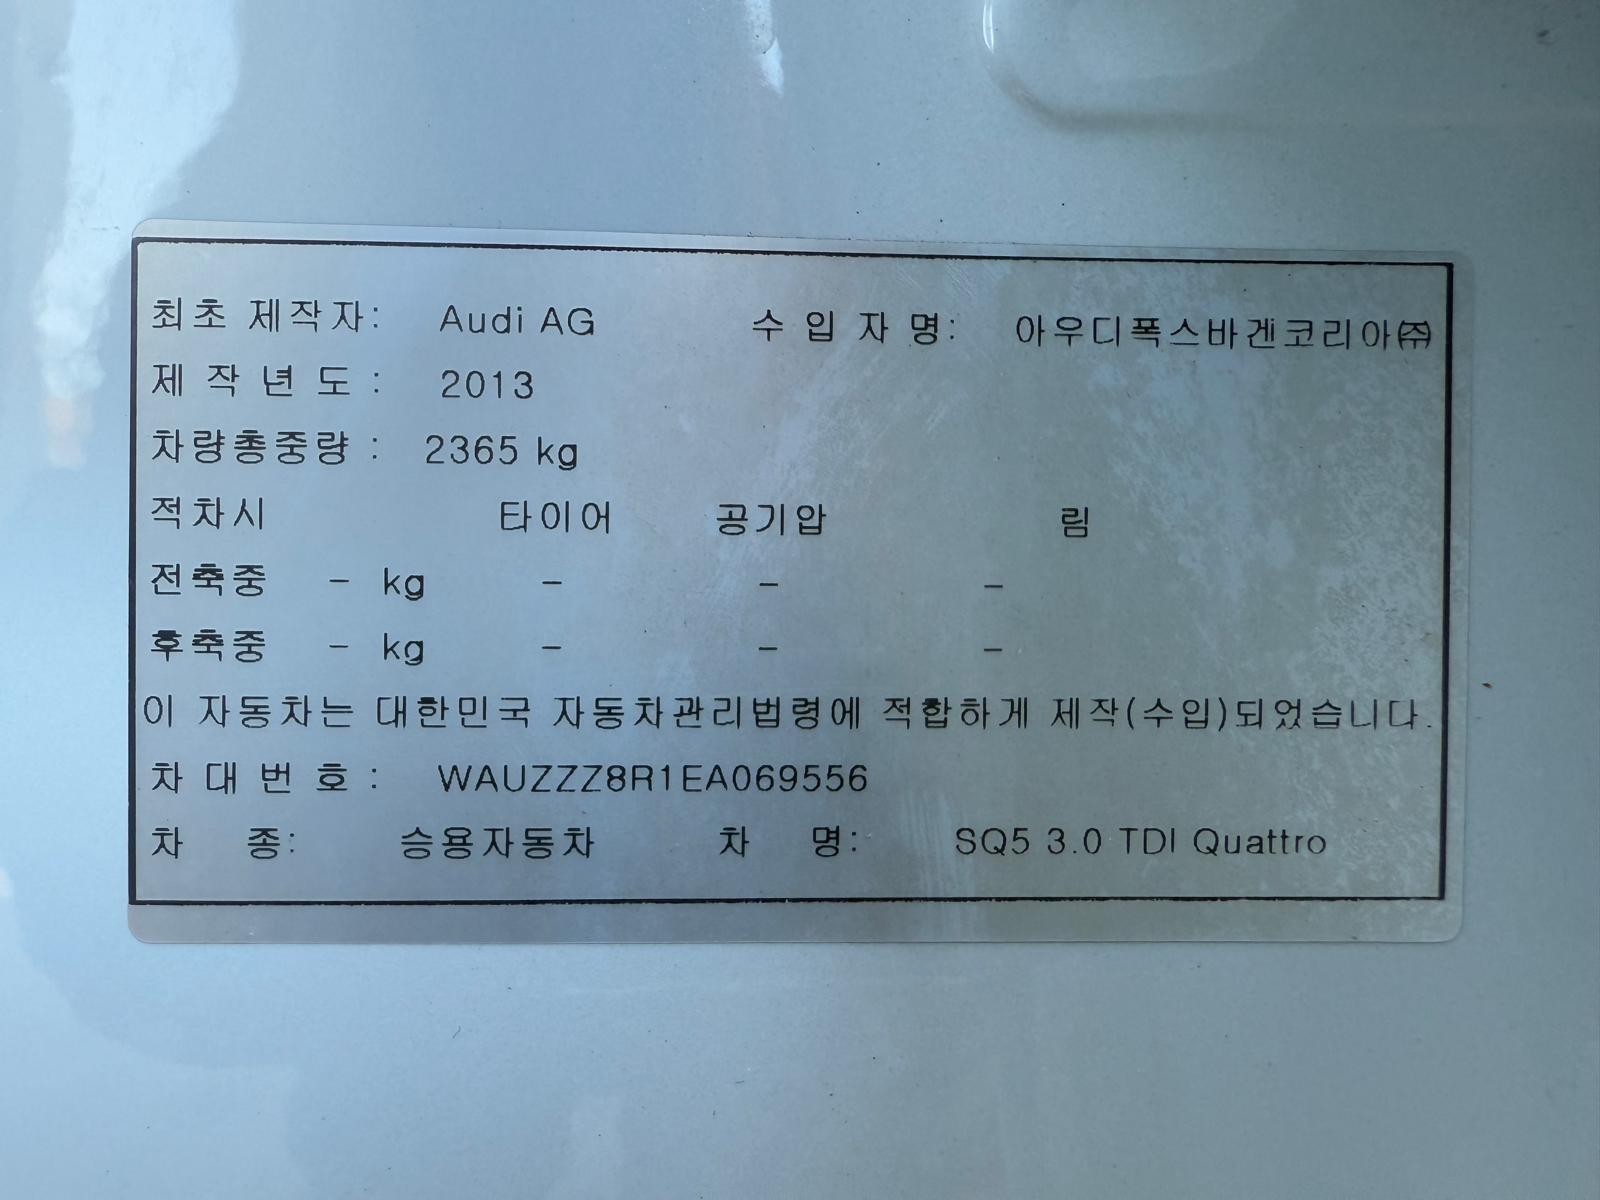 최초 제작자: Audi AG 수 입 자 명: 아우디폭스바겐코리아㈜
제 작 년 도 : 2013
차량총중량 : 2365 kg
적차시 타이어 공기압 림
전축중 - kg - - -
후축중 - kg - - -
이 자동차는 대한민국 자동차관리법령에 적합하게 제작(수입)되었습니다.
차 대 번 호 : WAUZZZ8R1EA069556
차 종: 승용자동차 차 명: SQ5 3.0 TDI Quattro